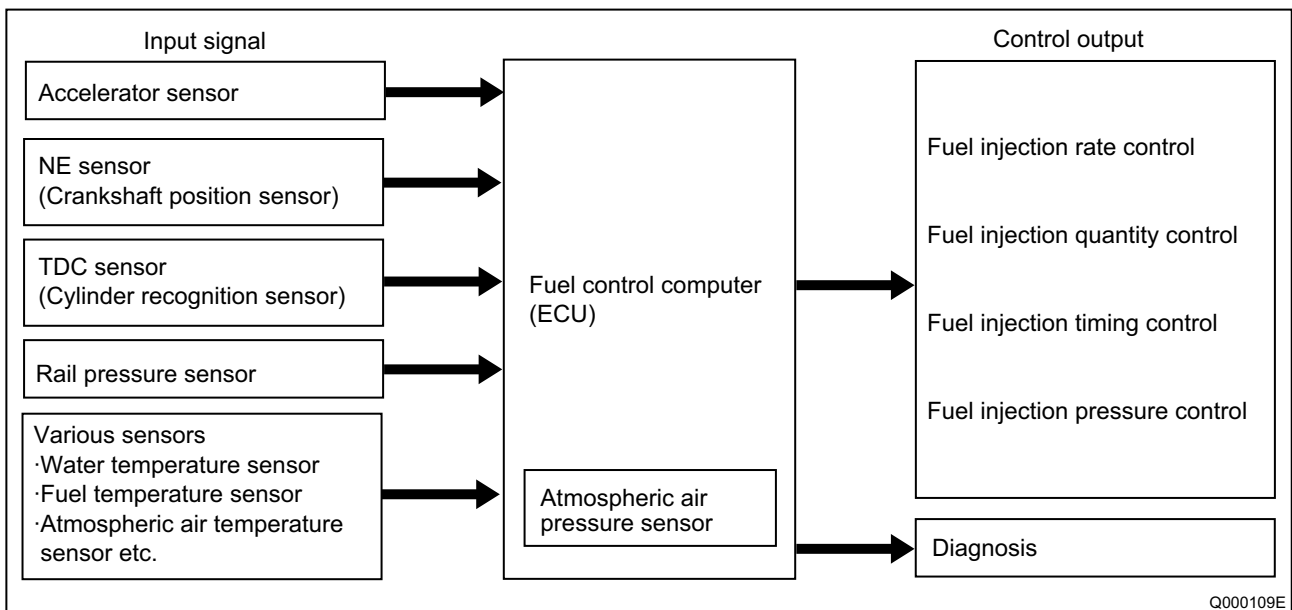 Input signal
Accelerator sensor
NE sensor
(Crankshaft position sensor)
TDC sensor
(Cylinder recognition sensor)
Rail pressure sensor
Various sensors
·Water temperature sensor
·Fuel temperature sensor
·Atmospheric air temperature
sensor etc.
Fuel control computer
(ECU)
Atmospheric air
pressure sensor
Control output
Fuel injection rate control
Fuel injection quantity control
Fuel injection timing control
Fuel injection pressure control
Diagnosis
Q000109E